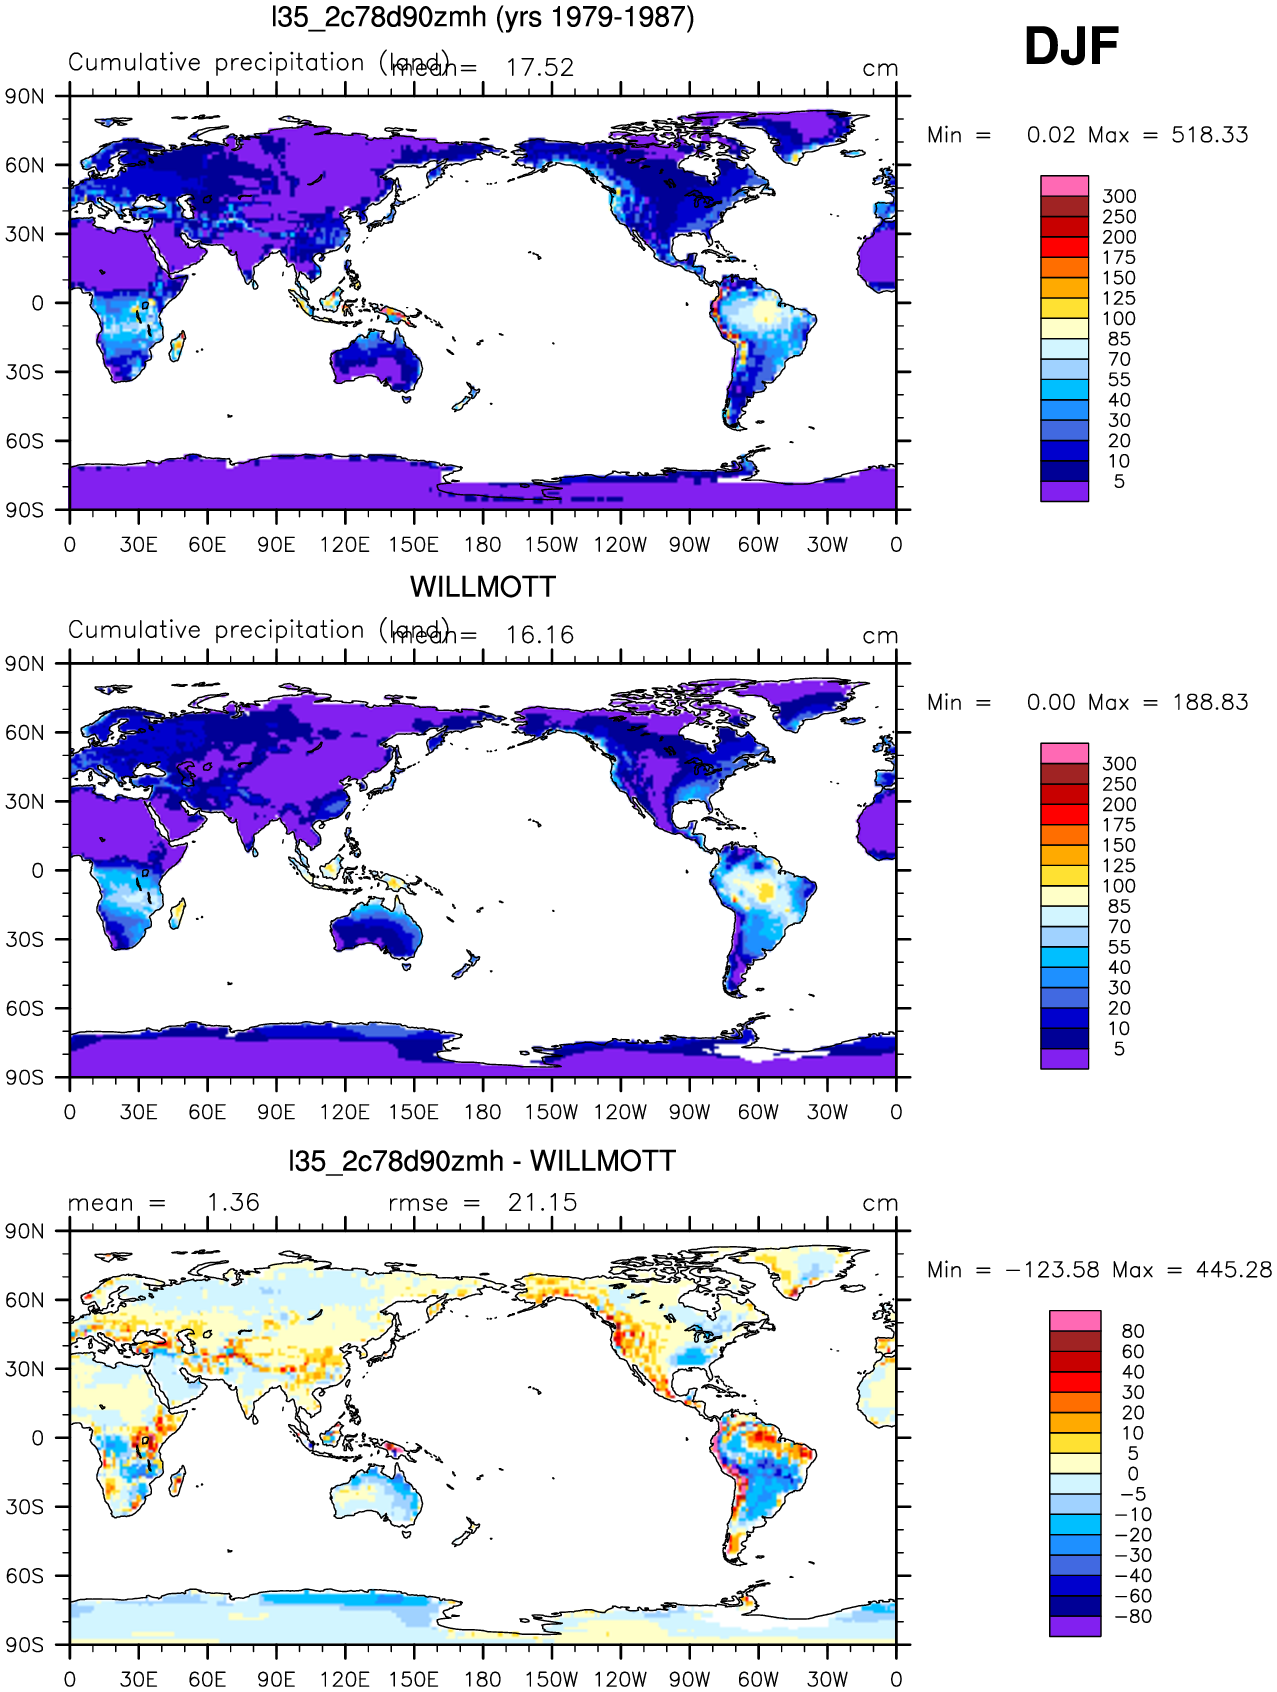 l35_2c78d90zmh (yrs 1979-1987)
DJF
Cumulative precipitation (land) mean= 17.52 cm
Min = 0.02 Max = 518.33
90N
60N
30N
0
30S
60S
90S
0 30E 60E 90E 120E 150E 180 150W 120W 90W 60W 30W 0
300
250
200
175
150
125
100
85
70
55
40
30
20
10
5
WILLMOTT
Cumulative precipitation (land) mean= 16.16 cm
Min = 0.00 Max = 188.83
90N
60N
30N
0
30S
60S
90S
0 30E 60E 90E 120E 150E 180 150W 120W 90W 60W 30W 0
300
250
200
175
150
125
100
85
70
55
40
30
20
10
5
l35_2c78d90zmh - WILLMOTT
mean = 1.36 rmse = 21.15 cm
Min = −123.58 Max = 445.28
90N
60N
30N
0
30S
60S
90S
0 30E 60E 90E 120E 150E 180 150W 120W 90W 60W 30W 0
80
60
40
30
20
10
5
0
−5
−10
−20
−30
−40
−60
−80